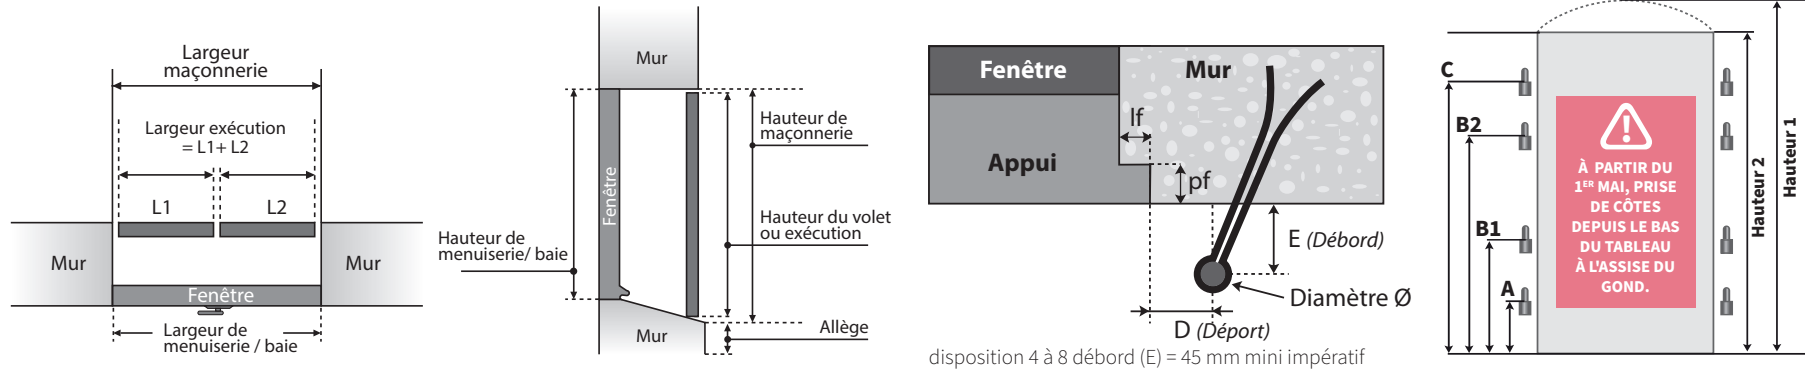 Largeur
maçonnerie
Largeur exécution
= L1+ L2
L1
L2
Mur
Mur
Fenêtre
Largeur de
menuiserie / baie
Mur
Hauteur de
maçonnerie
Fenêtre
Hauteur du volet
ou exécution
Hauteur de
menuiserie/ baie
Allège
Mur
Fenêtre
Mur
lf
Appui
pf
E (Débord)
Diamètre Ø
D (Déport)
disposition 4 à 8 débord (E) = 45 mm mini impératif
C
B2
B1
A
À PARTIR DU
1ER MAI, PRISE
DE CÔTES
DEPUIS LE BAS
DU TABLEAU
À L'ASSISE DU
GOND.
Hauteur 2
Hauteur 1